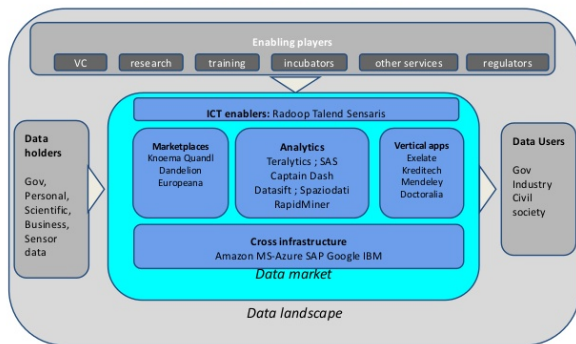 Enabling players
VC research training incubators other services regulators
ICT enablers: Radoop Talend Sensaris
Data
holders
Gov,
Personal,
Scientific,
Business,
Sensor
data
Marketplaces
Knoema Quandl
Dandelion
Europeana
Analytics
Teralytics ; SAS
Captain Dash
Datasift ; Spaziodati
RapidMiner
Vertical apps
Exelate
Kreditech
Mendeley
Doctoralia
Data Users
Gov
Industry
Civil
society
Cross infrastructure
Amazon MS-Azure SAP Google IBM
Data market
Data landscape